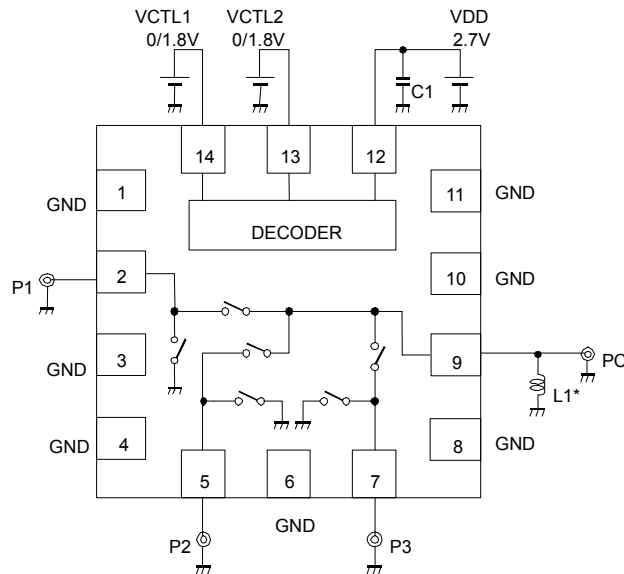 VCTL1 VCTL2 VDD
0/1.8V 0/1.8V 2.7V
C1
14 13 12
1 11
GND GND
DECODER
2 10
P1 GND
3 9
GND PC
L1*
4 8
GND GND
5 6 7
GND
P2 P3